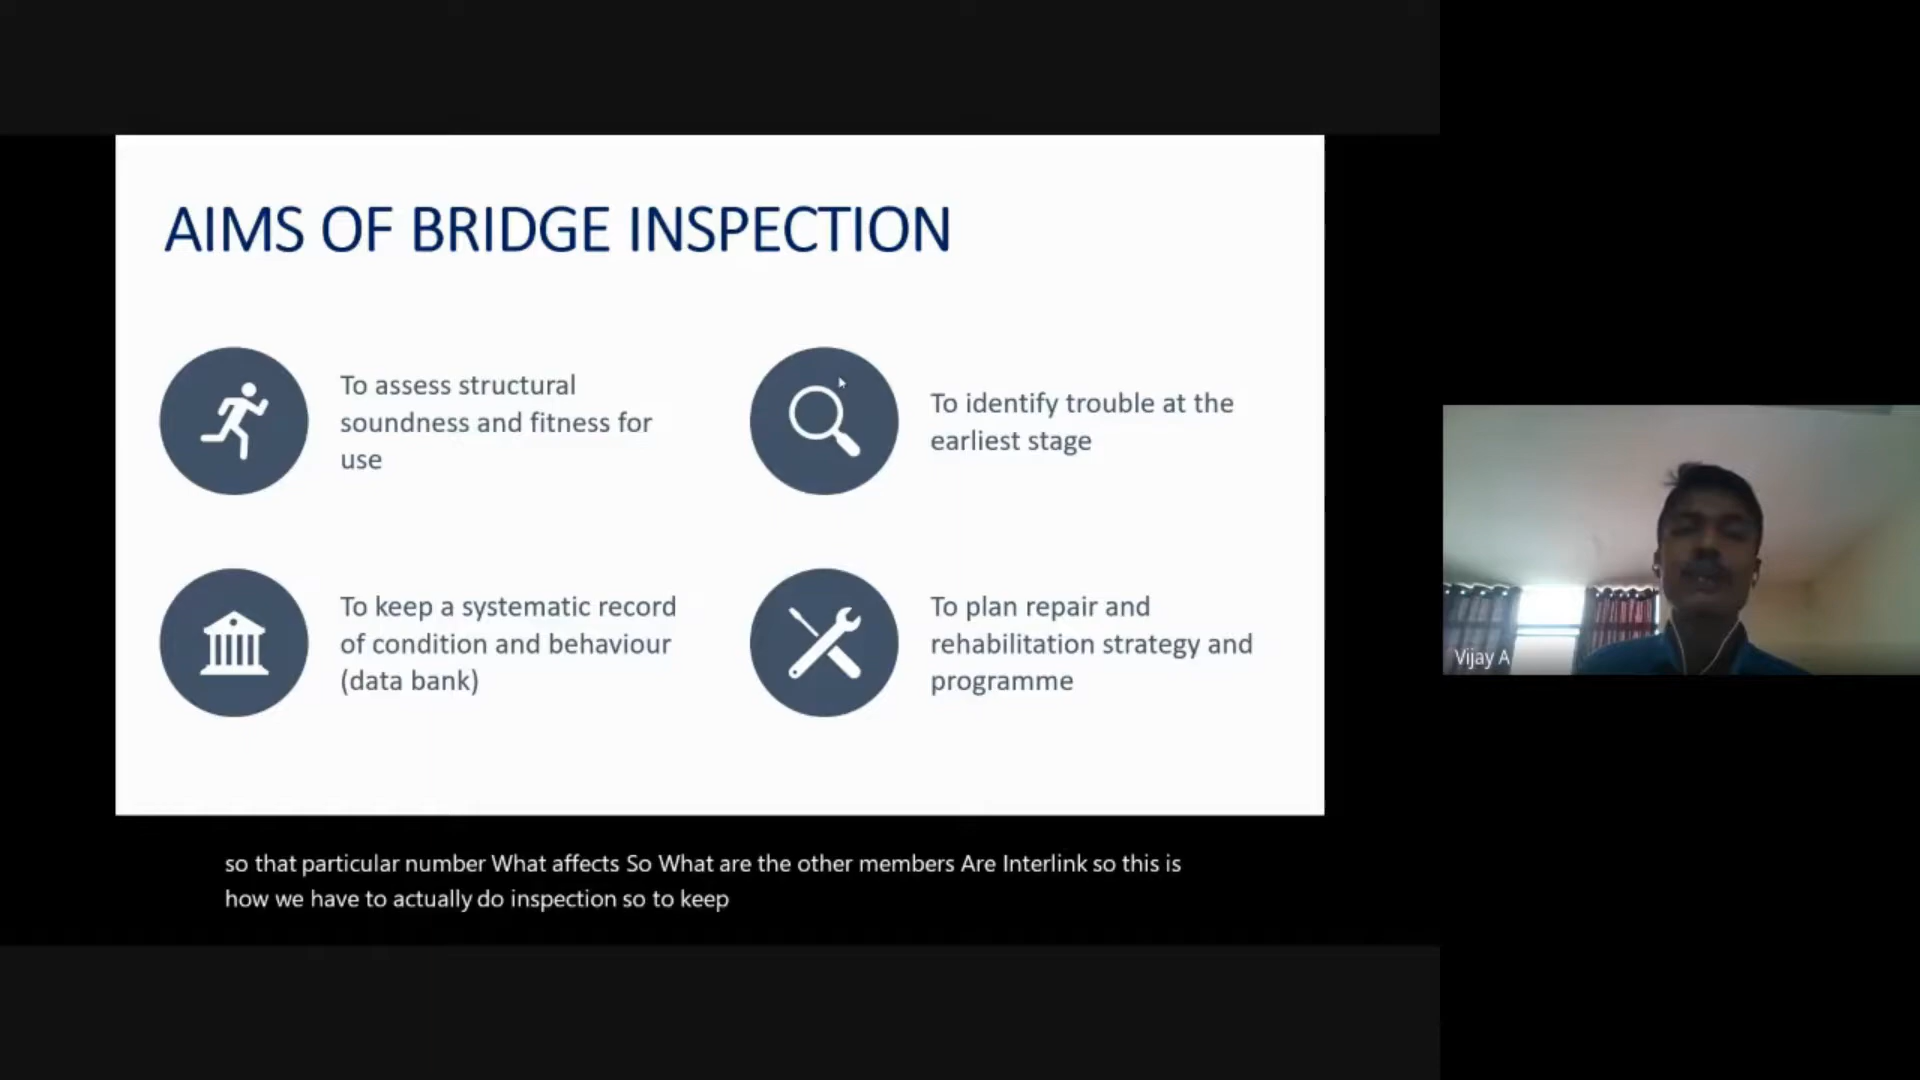 AIMS OF BRIDGE INSPECTION
To assess structural
soundness and fitness for
use
To identify trouble at the
earliest stage
To keep a systematic record
of condition and behaviour
(data bank)
To plan repair and
rehabilitation strategy and
programme
so that particular number What affects So What are the other members Are Interlink so this is
how we have to actually do inspection so to keep
Vijay A